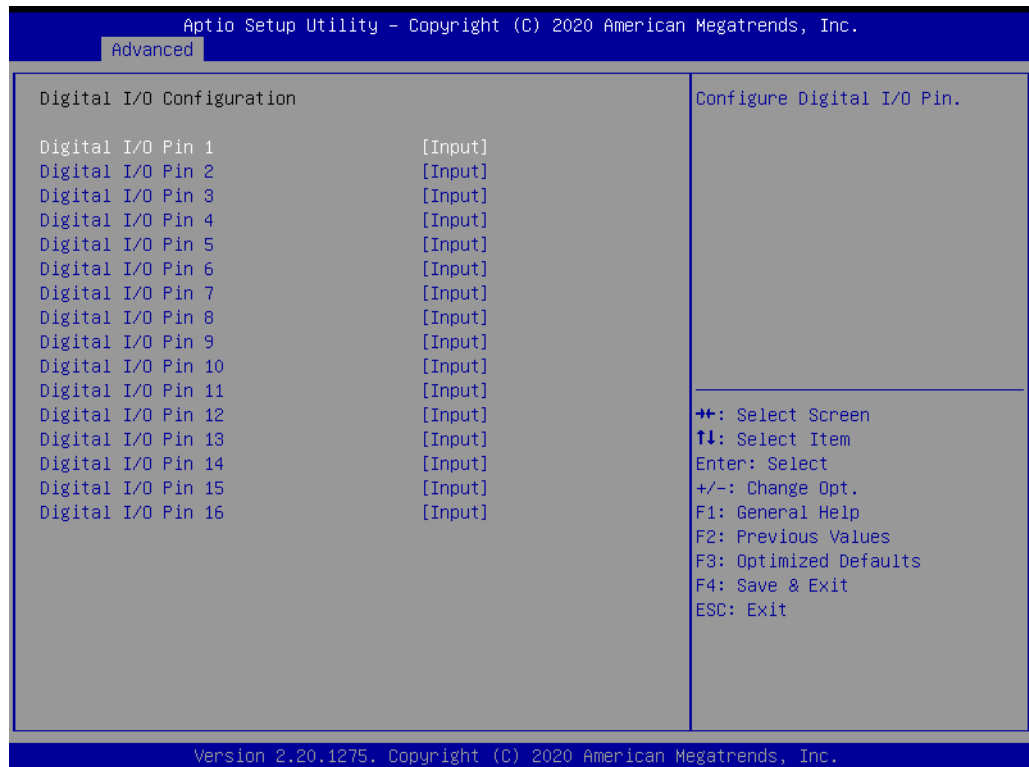 Aptio Setup Utility – Copyright (C) 2020 American Megatrends, Inc.
Advanced
Digital I/O Configuration
Digital I/O Pin 1 [Input]
Digital I/O Pin 2 [Input]
Digital I/O Pin 3 [Input]
Digital I/O Pin 4 [Input]
Digital I/O Pin 5 [Input]
Digital I/O Pin 6 [Input]
Digital I/O Pin 7 [Input]
Digital I/O Pin 8 [Input]
Digital I/O Pin 9 [Input]
Digital I/O Pin 10 [Input]
Digital I/O Pin 11 [Input]
Digital I/O Pin 12 [Input]
Digital I/O Pin 13 [Input]
Digital I/O Pin 14 [Input]
Digital I/O Pin 15 [Input]
Digital I/O Pin 16 [Input]
Configure Digital I/O Pin.
→←: Select Screen
↑↓: Select Item
Enter: Select
+/-: Change Opt.
F1: General Help
F2: Previous Values
F3: Optimized Defaults
F4: Save & Exit
ESC: Exit
Version 2.20.1275. Copyright (C) 2020 American Megatrends, Inc.